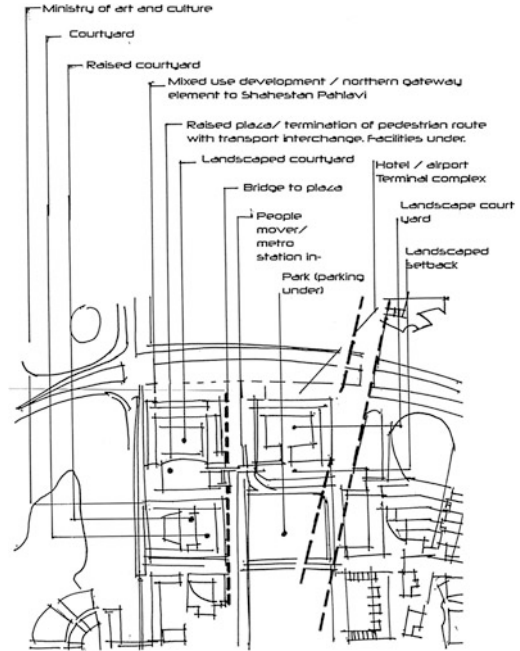 Ministry of art and culture
Courtyard
Raised courtyard
Mixed use development / northern gateway
element to Shahestan Pahlavi
Raised plaza/ termination of pedestrian route
with transport interchange. Facilities under.
Landscaped courtyard
Hotel / airport
Terminal complex
Bridge to plaza
Landscape court
yard
People
mover/
metro
station in-
Landscaped
setback
Park (parking
under)